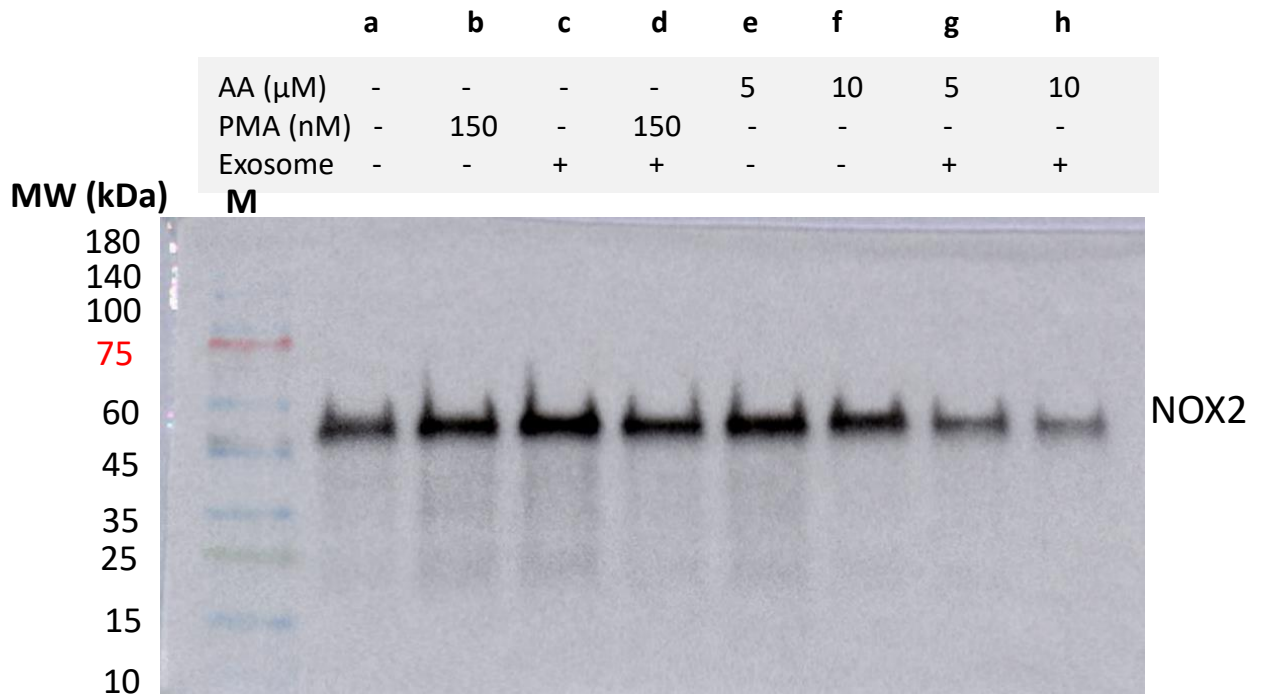 a b c d e f g h
AA (µM) - - - - 5 10 5 10
PMA (nM) - 150 - 150 - - - -
Exosome - - + + - - + +
MW (kDa) M
180
140
100
75
60
NOX2
45
35
25
15
10